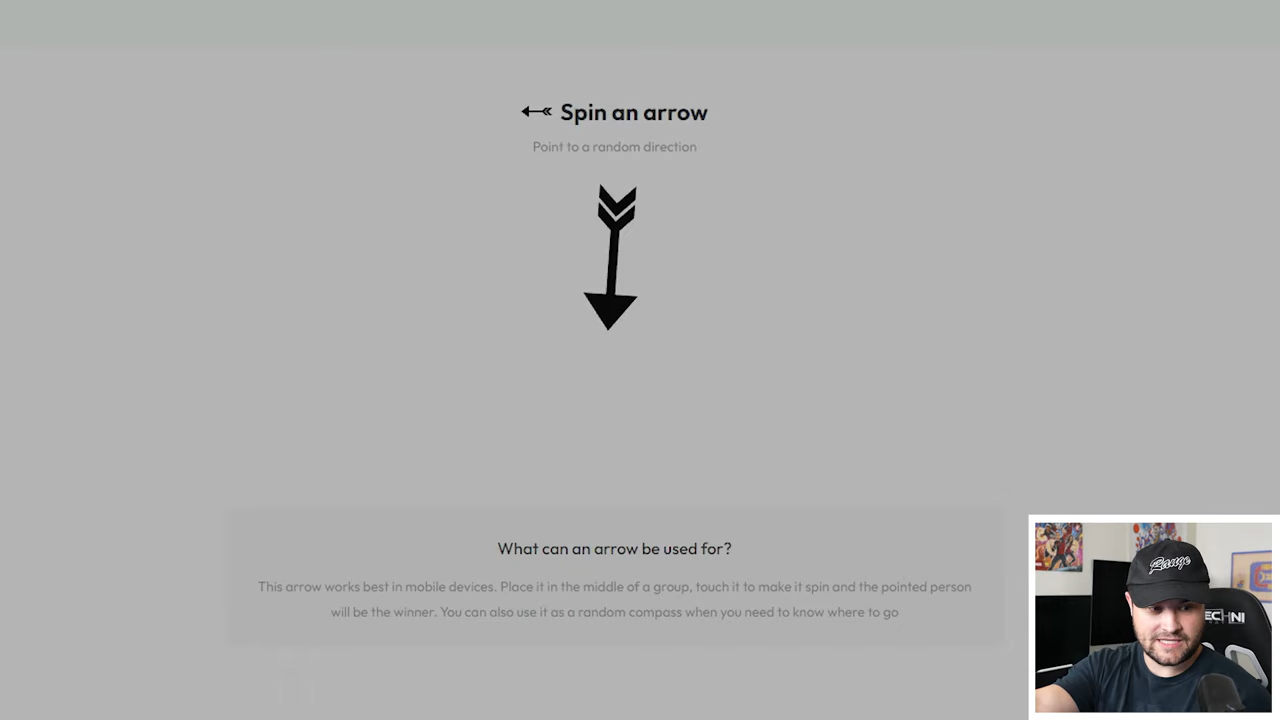 Spin an arrow
Point to a random direction
What can an arrow be used for?
This arrow works best in mobile devices. Place it in the middle of a group, touch it to make it spin and the pointed person
will be the winner. You can also use it as a random compass when you need to know where to go
Range
TECHNI